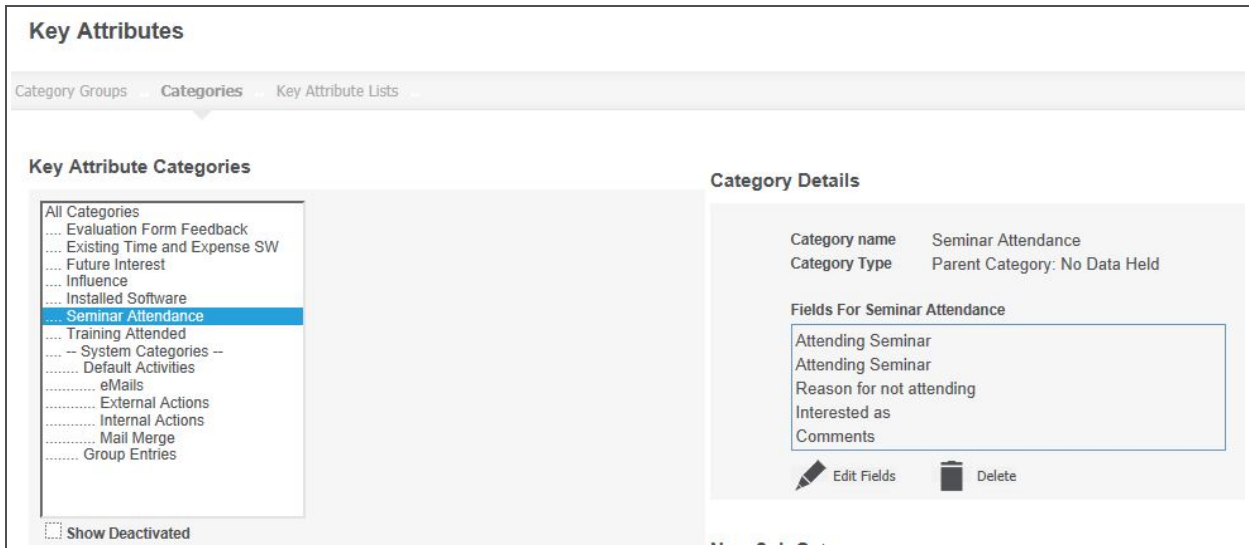 Key Attributes
Category Groups Categories Key Attribute Lists
Key Attribute Categories
All Categories
.... Evaluation Form Feedback
.... Existing Time and Expense SW
.... Future Interest
.... Influence
.... Installed Software
.... Seminar Attendance
.... Training Attended
.... -- System Categories --
........ Default Activities
............ eMails
............ External Actions
............ Internal Actions
............ Mail Merge
........ Group Entries
Show Deactivated
Category Details
Category name Seminar Attendance
Category Type Parent Category: No Data Held
Fields For Seminar Attendance
Attending Seminar
Attending Seminar
Reason for not attending
Interested as
Comments
Edit Fields Delete